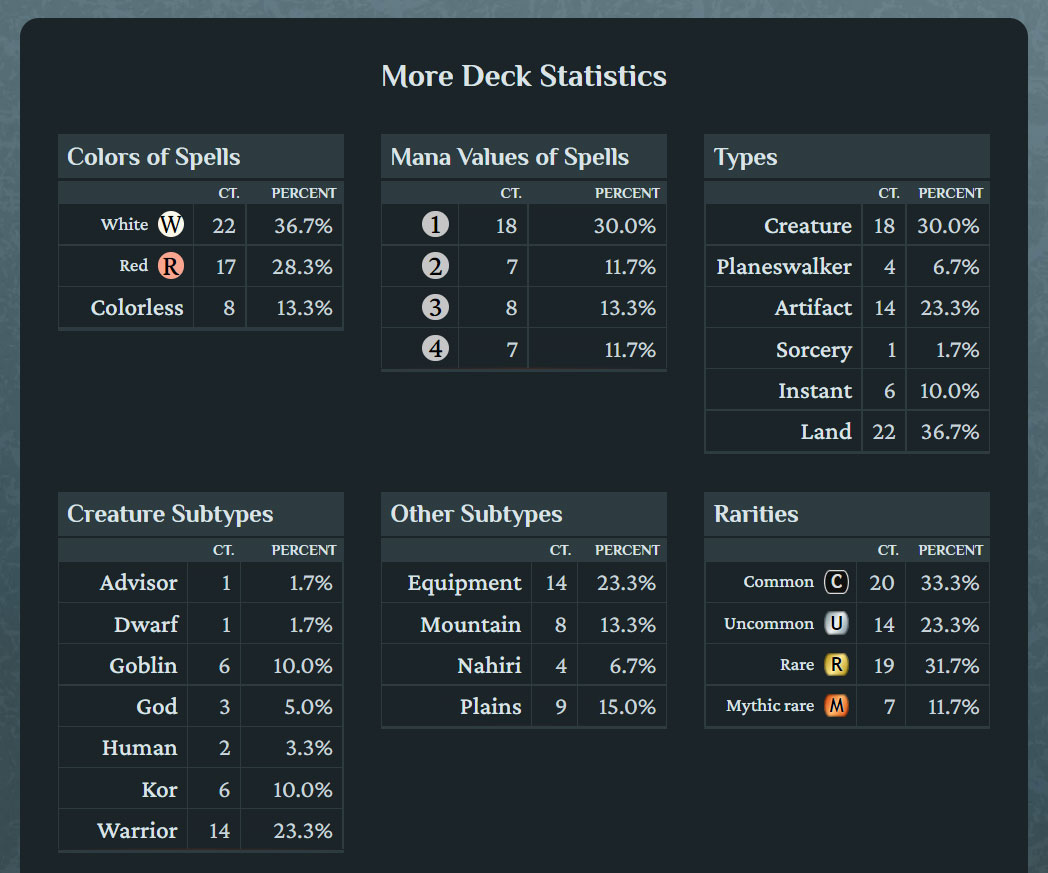 More Deck Statistics
Colors of Spells
CT. PERCENT
White W 22 36.7%
Red R 17 28.3%
Colorless 8 13.3%
Mana Values of Spells
CT. PERCENT
1 18 30.0%
2 7 11.7%
3 8 13.3%
4 7 11.7%
Types
CT. PERCENT
Creature 18 30.0%
Planeswalker 4 6.7%
Artifact 14 23.3%
Sorcery 1 1.7%
Instant 6 10.0%
Land 22 36.7%
Creature Subtypes
CT. PERCENT
Advisor 1 1.7%
Dwarf 1 1.7%
Goblin 6 10.0%
God 3 5.0%
Human 2 3.3%
Kor 6 10.0%
Warrior 14 23.3%
Other Subtypes
CT. PERCENT
Equipment 14 23.3%
Mountain 8 13.3%
Nahiri 4 6.7%
Plains 9 15.0%
Rarities
CT. PERCENT
Common C 20 33.3%
Uncommon U 14 23.3%
Rare R 19 31.7%
Mythic rare M 7 11.7%